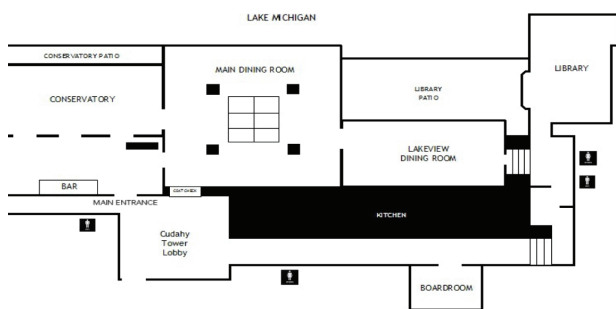 LAKE MICHIGAN
CONSERVATORY PATIO
MAIN DINING ROOM
LIBRARY
CONSERVATORY
LIBRARY
PATIO
LAKEVIEW
DINING ROOM
BAR
MAIN ENTRANCE
KITCHEN
Cudahy
Tower
Lobby
BOARDROOM